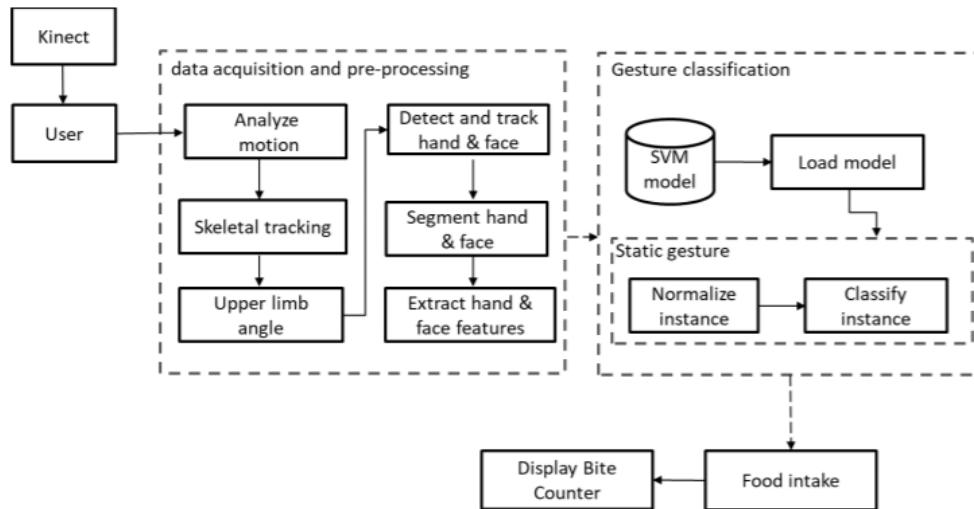 Kinect
User
data acquisition and pre-processing
Analyze
motion
Skeletal tracking
Upper limb
angle
Detect and track
hand & face
Segment hand
& face
Extract hand &
face features
Gesture classification
SVM
model
Load model
Static gesture
Normalize
instance
Classify
instance
Food intake
Display Bite
Counter